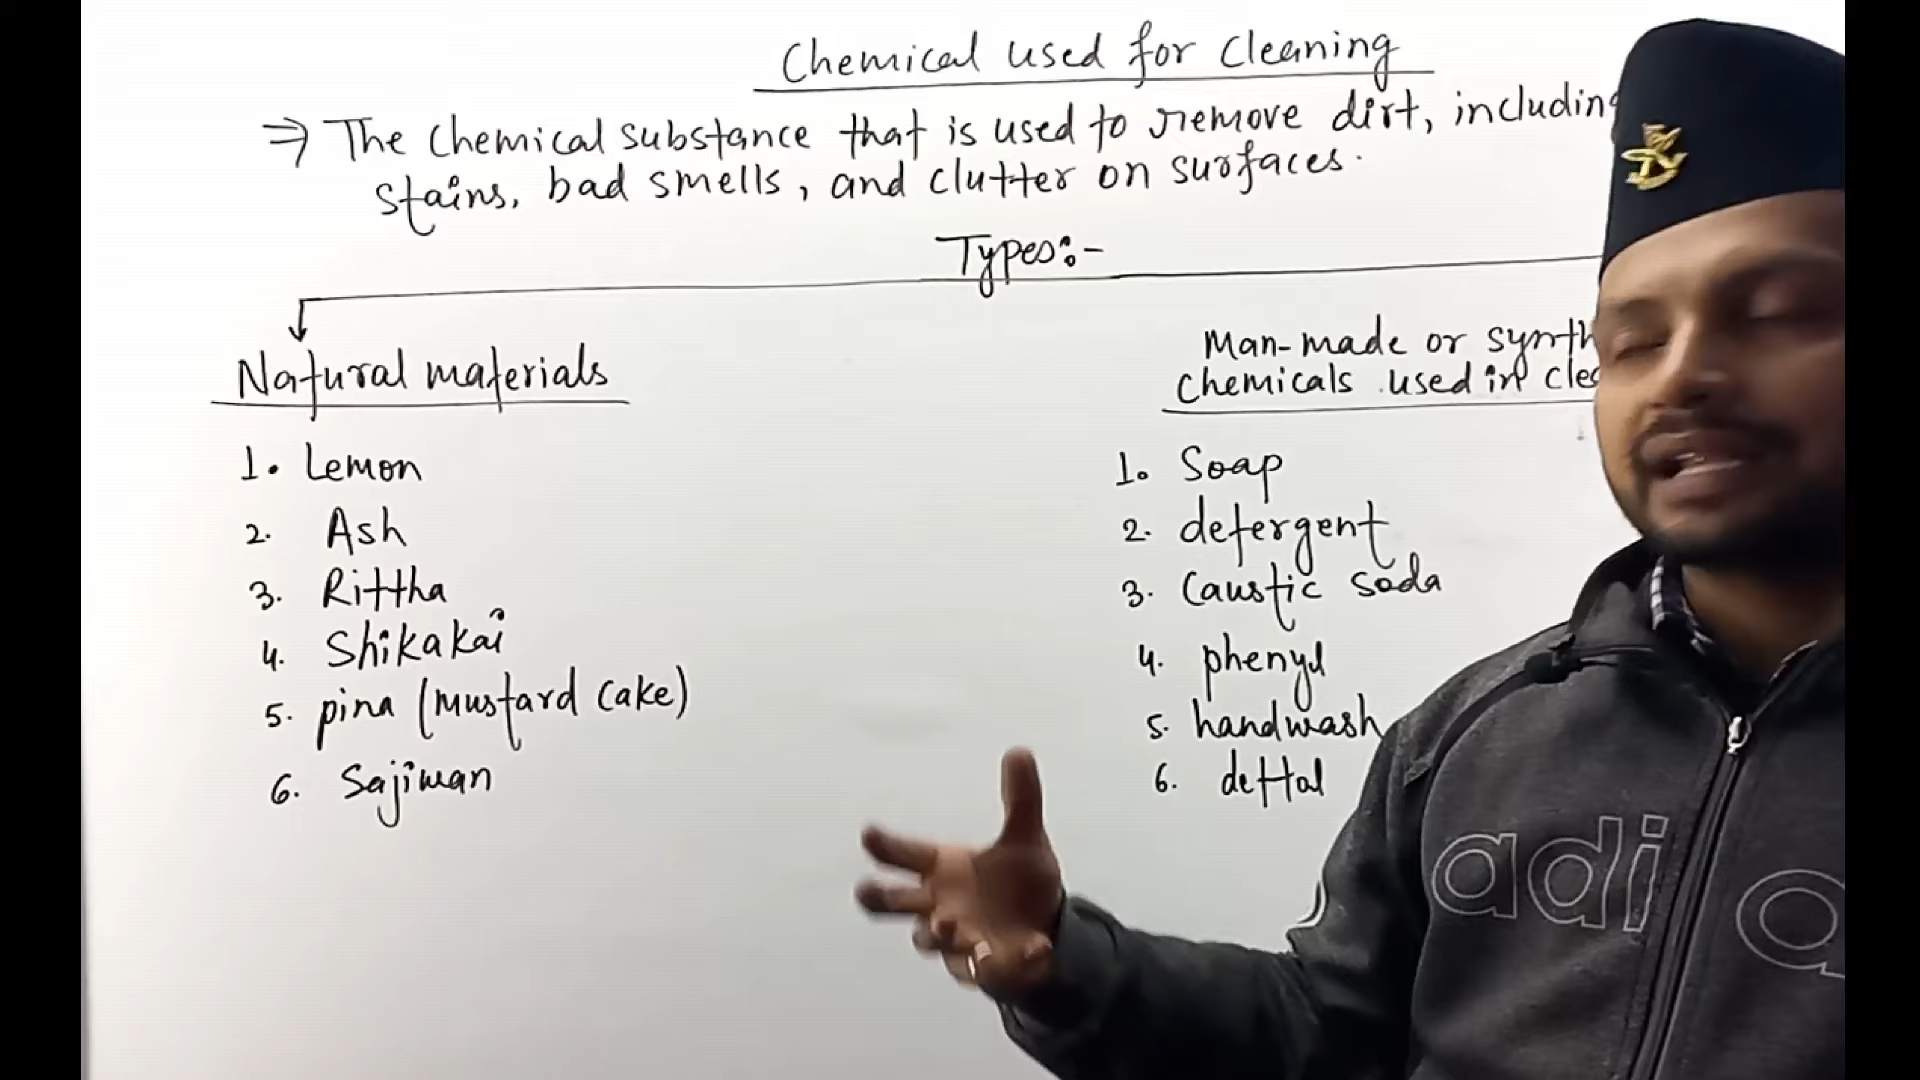 Chemical used for Cleaning
⇒ The Chemical substance that is used to remove dirt, including
stains, bad smells, and clutter on surfaces.
Types:-
Natural materials
1. Lemon
2. Ash
3. Rittha
4. Shikakai
5. pina (Mustard Cake)
6. Sajiwan
Man-made or synth
Chemicals used in clea
1. Soap
2. detergent
3. Caustic soda
4. phenyl
5. handwash
6. dettal
adi